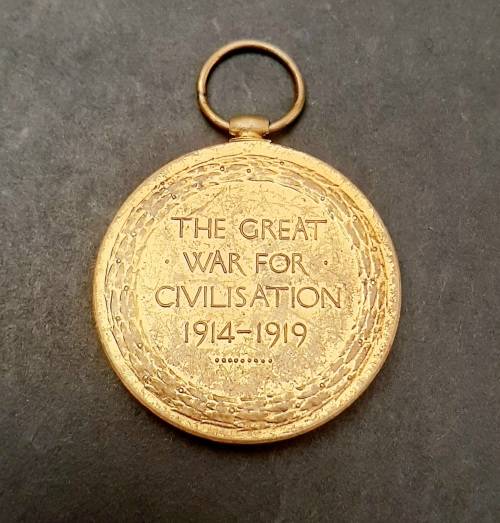 THE GREAT
· WAR FOR ·
CIVILISATION
1914-1919